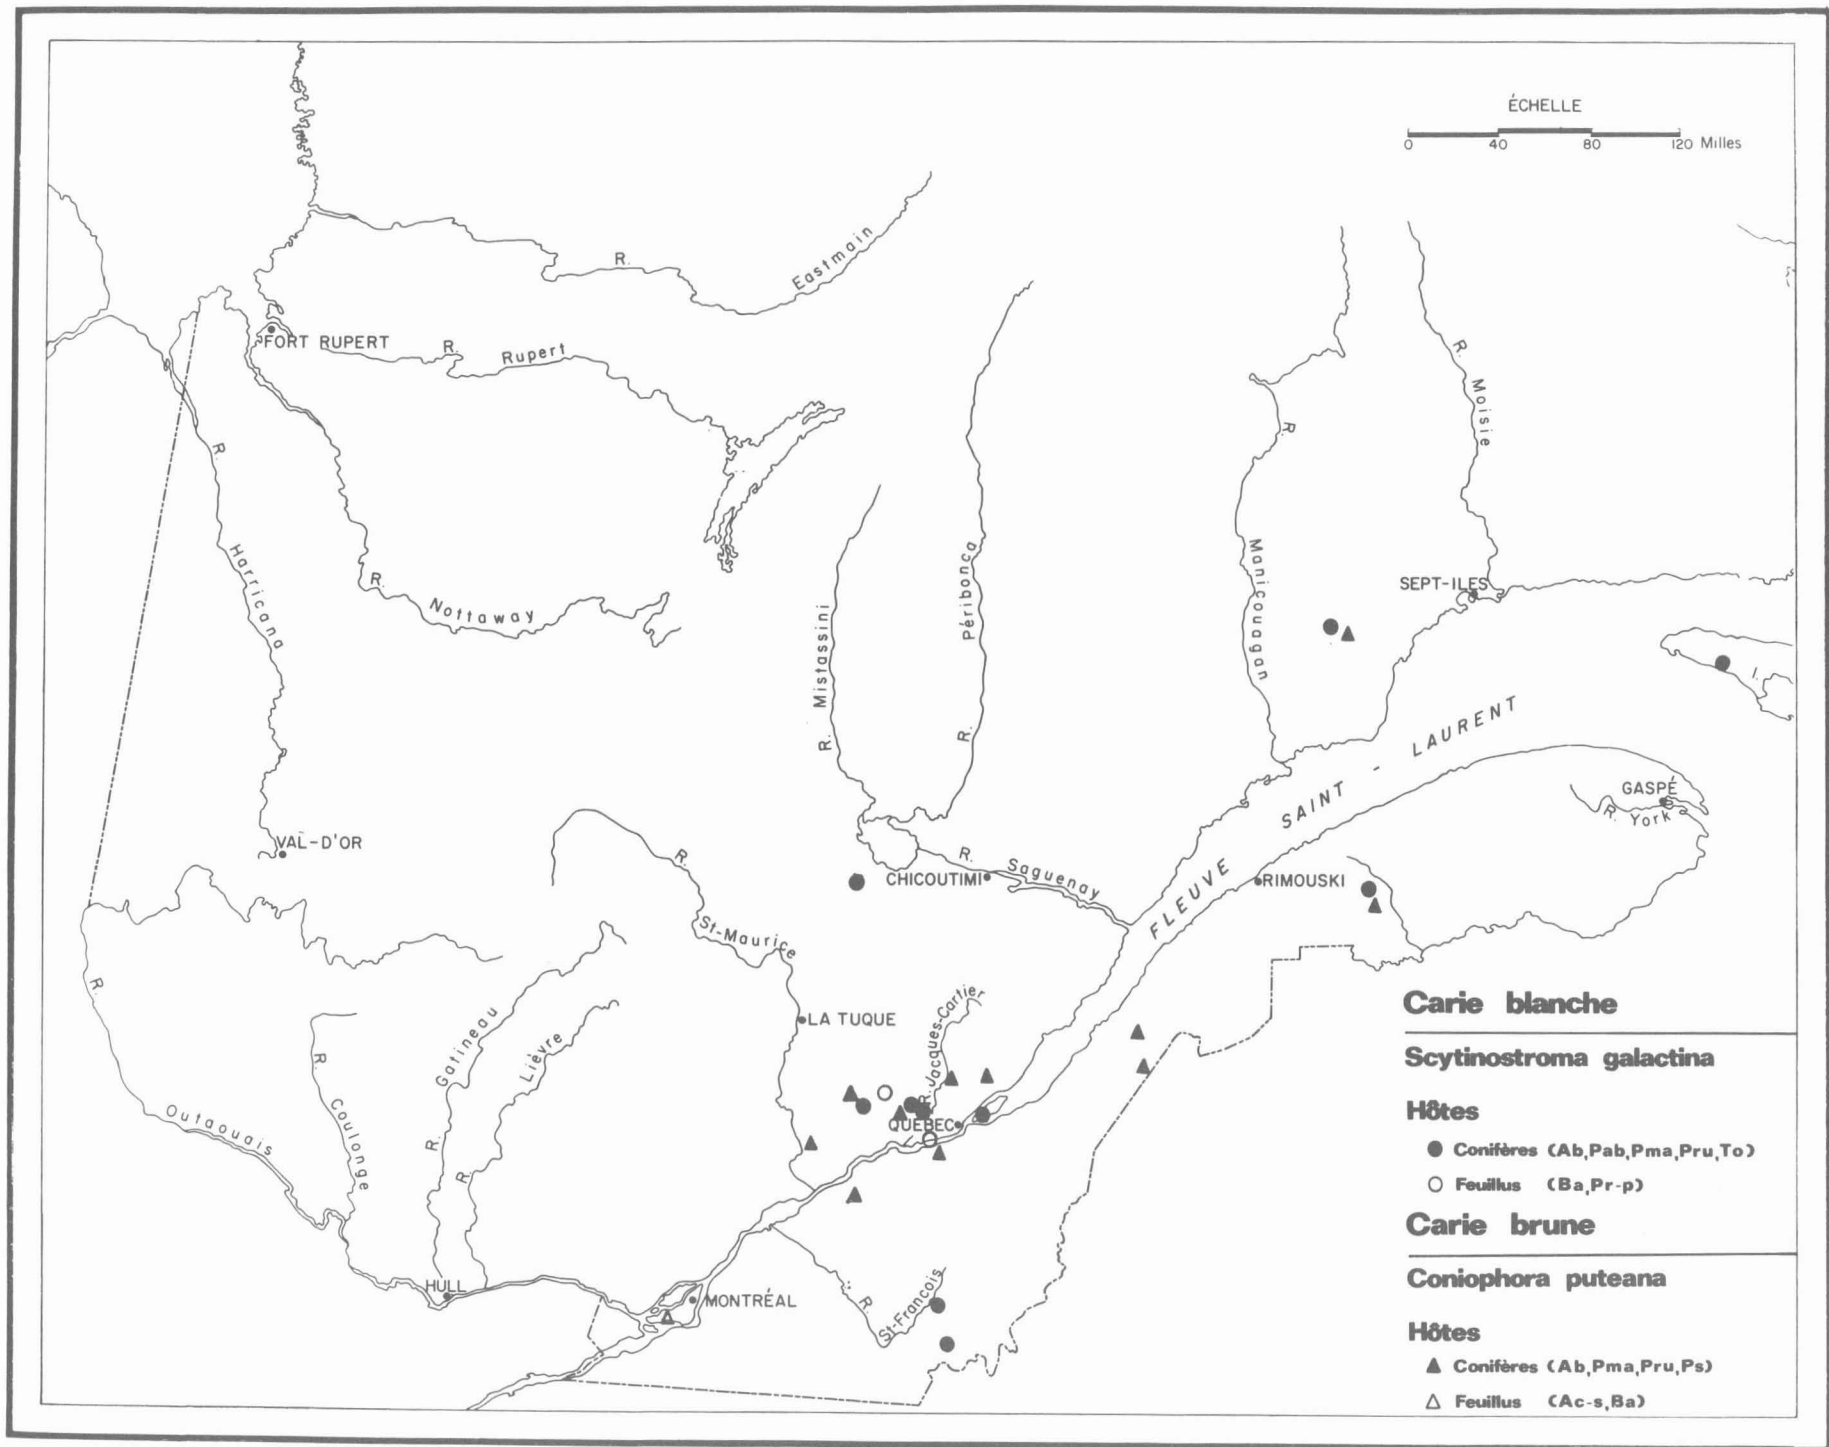 ÉCHELLE
0 40 80 120 Milles
R. Eastmain
FORT RUPERT
R. Rupert
R. Moisie
R. Manicouagan
R. Harricana
R. Nottaway
R. Mistassini
R. Péribonca
SEPT-ILES
I.
FLEUVE SAINT - LAURENT
GASPÉ
R. York
VAL-D'OR
R. St-Maurice
CHICOUTIMI
R. Saguenay
RIMOUSKI
R. Outaouais
R. Coulonge
R. Gatineau
R. Lièvre
LA TUQUE
R. Jacques-Cartier
QUÉBEC
HULL
MONTRÉAL
R. St-François
Carie blanche
Scytinostroma galactina
Hôtes
Conifères (Ab,Pab,Pma,Pru,To)
Feuillus (Ba,Pr-p)
Carie brune
Coniophora puteana
Hôtes
Conifères (Ab,Pma,Pru,Ps)
Feuillus (Ac-s,Ba)